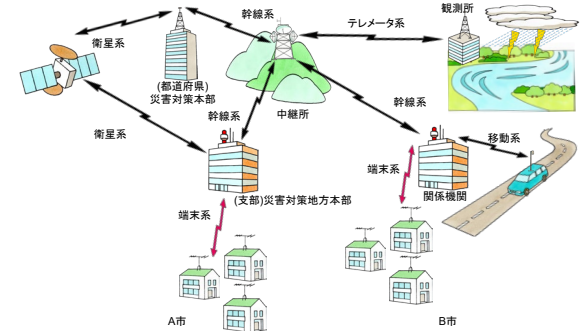 幹線系
テレメータ系
観測所
衛星系
(都道府県)
災害対策本部
中継所
衛星系
幹線系
幹線系
移動系
端末系
関係機関
(支部)災害対策地方本部
端末系
A市
B市